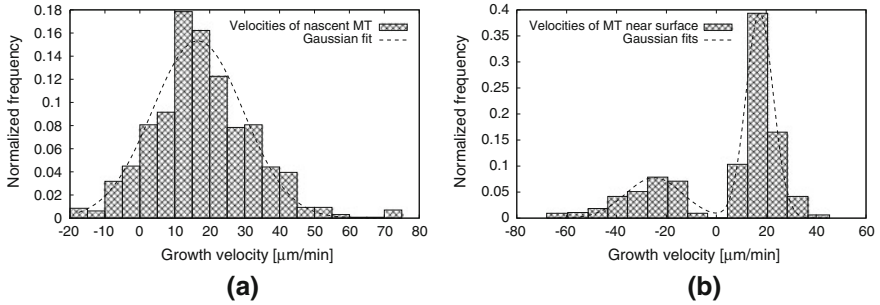 Velocities of nascent MT
Gaussian fit
Normalized frequency
0.18
0.16
0.14
0.12
0.1
0.08
0.06
0.04
0.02
0
-20 -10 0 10 20 30 40 50 60 70 80
Growth velocity [μm/min]
(a)
Velocities of MT near surface
Gaussian fits
Normalized frequency
0.4
0.35
0.3
0.25
0.2
0.15
0.1
0.05
0
-80 -60 -40 -20 0 20 40 60
Growth velocity [μm/min]
(b)